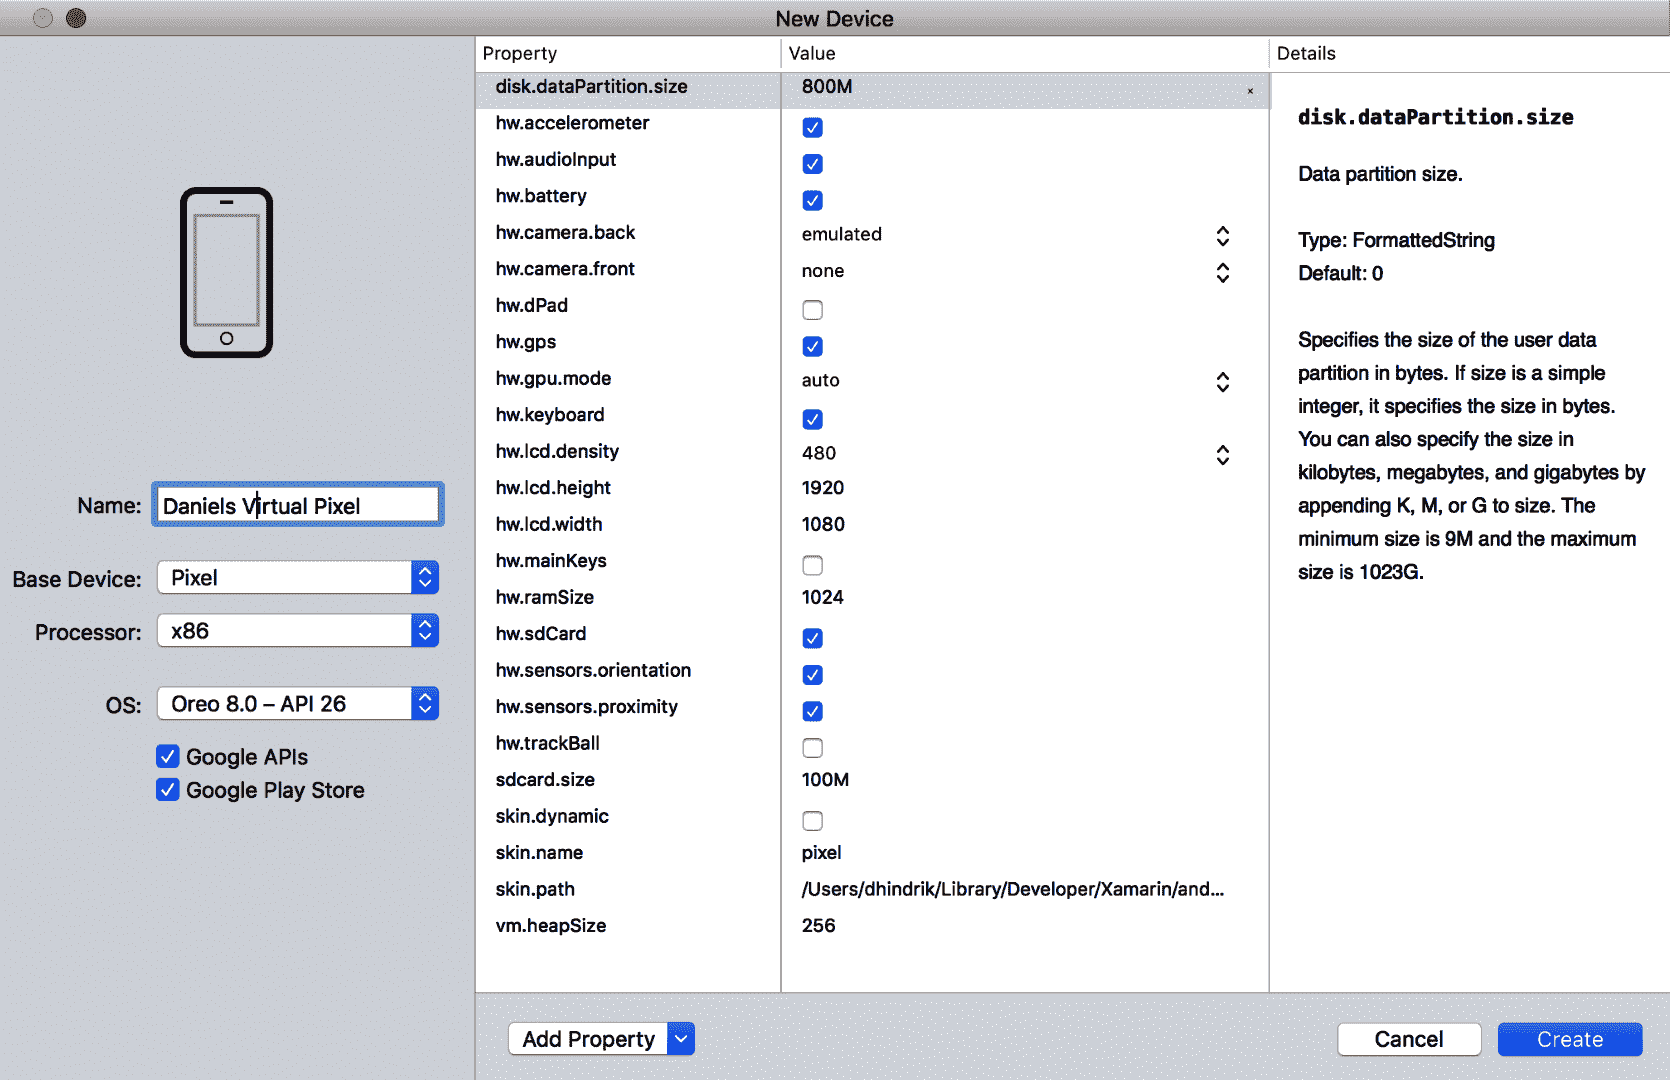 New Device
Name: Daniels Virtual Pixel
Base Device: Pixel
Processor: x86
OS: Oreo 8.0 – API 26
Google APIs
Google Play Store
Property Value
disk.dataPartition.size 800M
hw.accelerometer
hw.audioInput
hw.battery
hw.camera.back emulated
hw.camera.front none
hw.dPad
hw.gps
hw.gpu.mode auto
hw.keyboard
hw.lcd.density 480
hw.lcd.height 1920
hw.lcd.width 1080
hw.mainKeys
hw.ramSize 1024
hw.sdCard
hw.sensors.orientation
hw.sensors.proximity
hw.trackBall
sdcard.size 100M
skin.dynamic
skin.name pixel
skin.path /Users/dhindrik/Library/Developer/Xamarin/and...
vm.heapSize 256
Details
disk.dataPartition.size
Data partition size.
Type: FormattedString
Default: 0
Specifies the size of the user data
partition in bytes. If size is a simple
integer, it specifies the size in bytes.
You can also specify the size in
kilobytes, megabytes, and gigabytes by
appending K, M, or G to size. The
minimum size is 9M and the maximum
size is 1023G.
Add Property
Cancel
Create